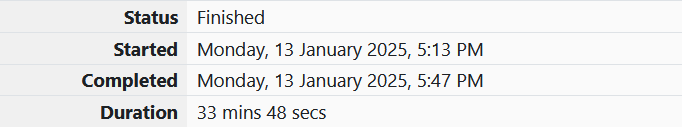 Status Finished
Started Monday, 13 January 2025, 5:13 PM
Completed Monday, 13 January 2025, 5:47 PM
Duration 33 mins 48 secs